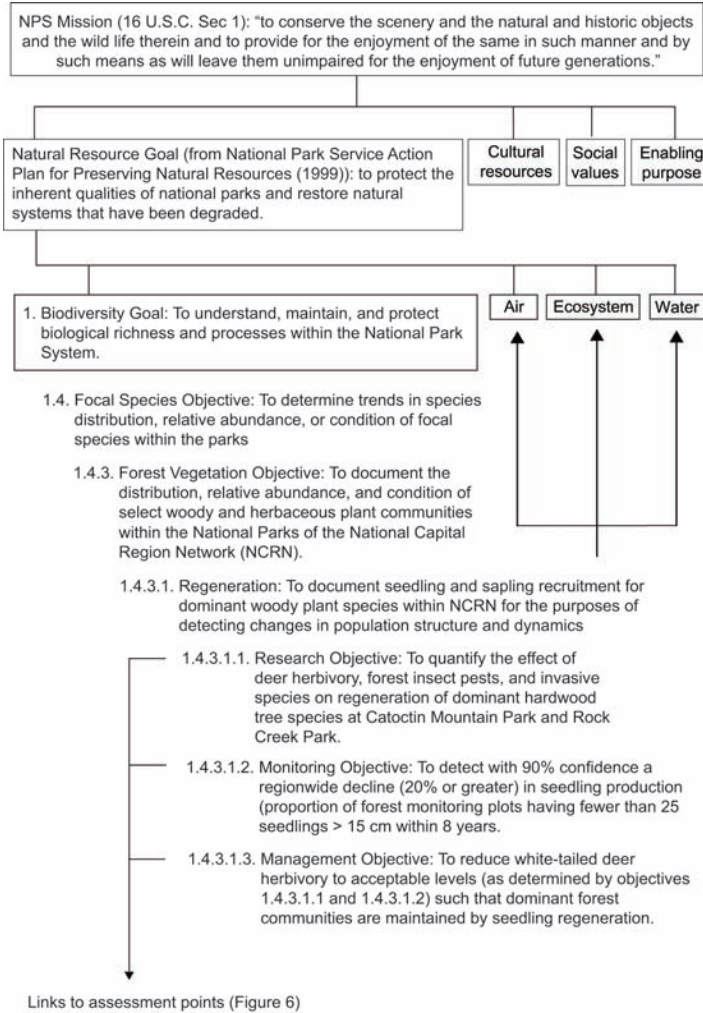 NPS Mission (16 U.S.C. Sec 1): “to conserve the scenery and the natural and historic objects
and the wild life therein and to provide for the enjoyment of the same in such manner and by
such means as will leave them unimpaired for the enjoyment of future generations.”
Natural Resource Goal (from National Park Service Action
Plan for Preserving Natural Resources (1999)): to protect the
inherent qualities of national parks and restore natural
systems that have been degraded.
Cultural
resources
Social
values
Enabling
purpose
1. Biodiversity Goal: To understand, maintain, and protect
biological richness and processes within the National Park
System.
Air
Ecosystem
Water
1.4. Focal Species Objective: To determine trends in species
distribution, relative abundance, or condition of focal
species within the parks
1.4.3. Forest Vegetation Objective: To document the
distribution, relative abundance, and condition of
select woody and herbaceous plant communities
within the National Parks of the National Capital
Region Network (NCRN).
1.4.3.1. Regeneration: To document seedling and sapling recruitment for
dominant woody plant species within NCRN for the purposes of
detecting changes in population structure and dynamics
1.4.3.1.1. Research Objective: To quantify the effect of
deer herbivory, forest insect pests, and invasive
species on regeneration of dominant hardwood
tree species at Catoctin Mountain Park and Rock
Creek Park.
1.4.3.1.2. Monitoring Objective: To detect with 90% confidence a
regionwide decline (20% or greater) in seedling production
(proportion of forest monitoring plots having fewer than 25
seedlings > 15 cm within 8 years.
1.4.3.1.3. Management Objective: To reduce white-tailed deer
herbivory to acceptable levels (as determined by objectives
1.4.3.1.1 and 1.4.3.1.2) such that dominant forest
communities are maintained by seedling regeneration.
Links to assessment points (Figure 6)